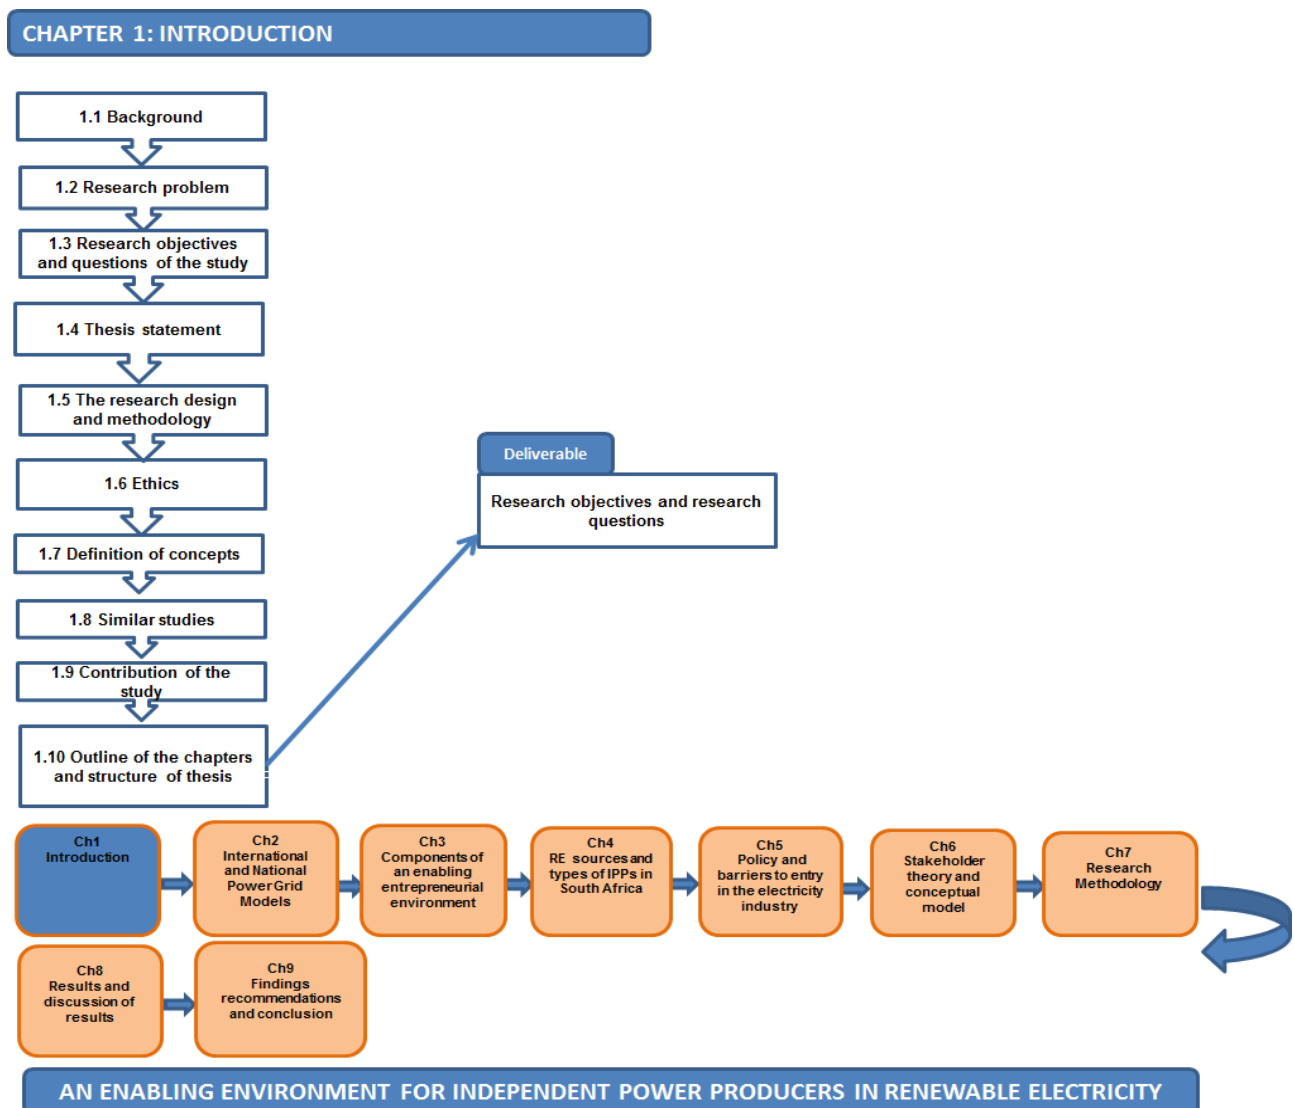 CHAPTER 1: INTRODUCTION
1.1 Background
1.2 Research problem
1.3 Research objectives
and questions of the study
1.4 Thesis statement
1.5 The research design
and methodology
1.6 Ethics
1.7 Definition of concepts
1.8 Similar studies
1.9 Contribution of the
study
1.10 Outline of the chapters
and structure of thesis
Deliverable
Research objectives and research
questions
Ch1
Introduction
Ch2
International
and National
Power Grid
Models
Ch3
Components of
an enabling
entrepreneurial
environment
Ch4
RE sources and
types of IPPs in
South Africa
Ch5
Policy and
barriers to entry
in the electricity
industry
Ch6
Stakeholder
theory and
conceptual
model
Ch7
Research
Methodology
Ch8
Results and
discussion of
results
Ch9
Findings
recommendations
and conclusion
AN ENABLING ENVIRONMENT FOR INDEPENDENT POWER PRODUCERS IN RENEWABLE ELECTRICITY